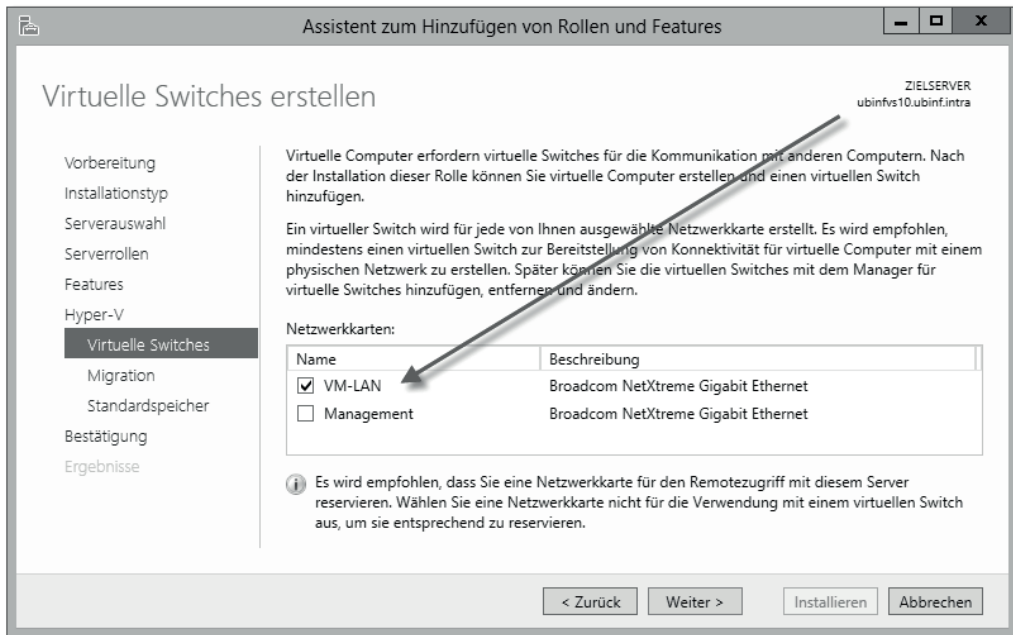 Assistent zum Hinzufügen von Rollen und Features
Virtuelle Switches erstellen
ZIELSERVER
ubinfvs10.ubinf.intra
Vorbereitung
Installationstyp
Serverauswahl
Serverrollen
Features
Hyper-V
Virtuelle Switches
Migration
Standardspeicher
Bestätigung
Ergebnisse
Virtuelle Computer erfordern virtuelle Switches für die Kommunikation mit anderen Computern. Nach
der Installation dieser Rolle können Sie virtuelle Computer erstellen und einen virtuellen Switch
hinzufügen.
Ein virtueller Switch wird für jede von Ihnen ausgewählte Netzwerkkarte erstellt. Es wird empfohlen,
mindestens einen virtuellen Switch zur Bereitstellung von Konnektivität für virtuelle Computer mit einem
physischen Netzwerk zu erstellen. Später können Sie die virtuellen Switches mit dem Manager für
virtuelle Switches hinzufügen, entfernen und ändern.
Netzwerkkarten:
Name Beschreibung
VM-LAN Broadcom NetXtreme Gigabit Ethernet
Management Broadcom NetXtreme Gigabit Ethernet
Es wird empfohlen, dass Sie eine Netzwerkkarte für den Remotezugriff mit diesem Server
reservieren. Wählen Sie eine Netzwerkkarte nicht für die Verwendung mit einem virtuellen Switch
aus, um sie entsprechend zu reservieren.
< Zurück Weiter > Installieren Abbrechen